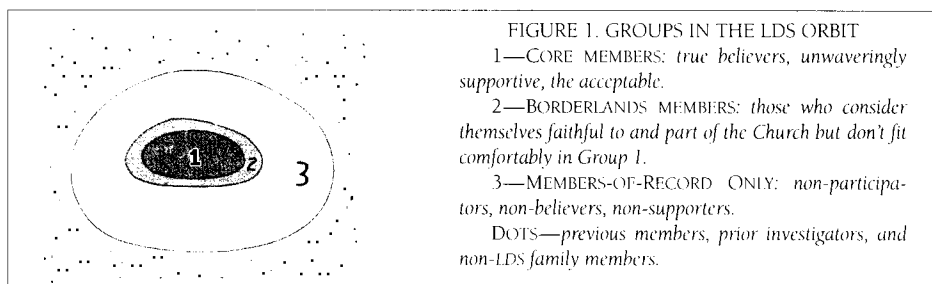 FIGURE 1. GROUPS IN THE LDS ORBIT
1—CORE MEMBERS: true believers, unwaveringly
supportive, the acceptable.
2—BORDERLANDS MEMBERS: those who consider
themselves faithful to and part of the Church but don't fit
comfortably in Group 1.
3—MEMBERS-OF-RECORD ONLY: non-participa-
tors, non-believers, non-supporters.
DOTS—previous members, prior investigators, and
non-LDS family members.
1
2
3